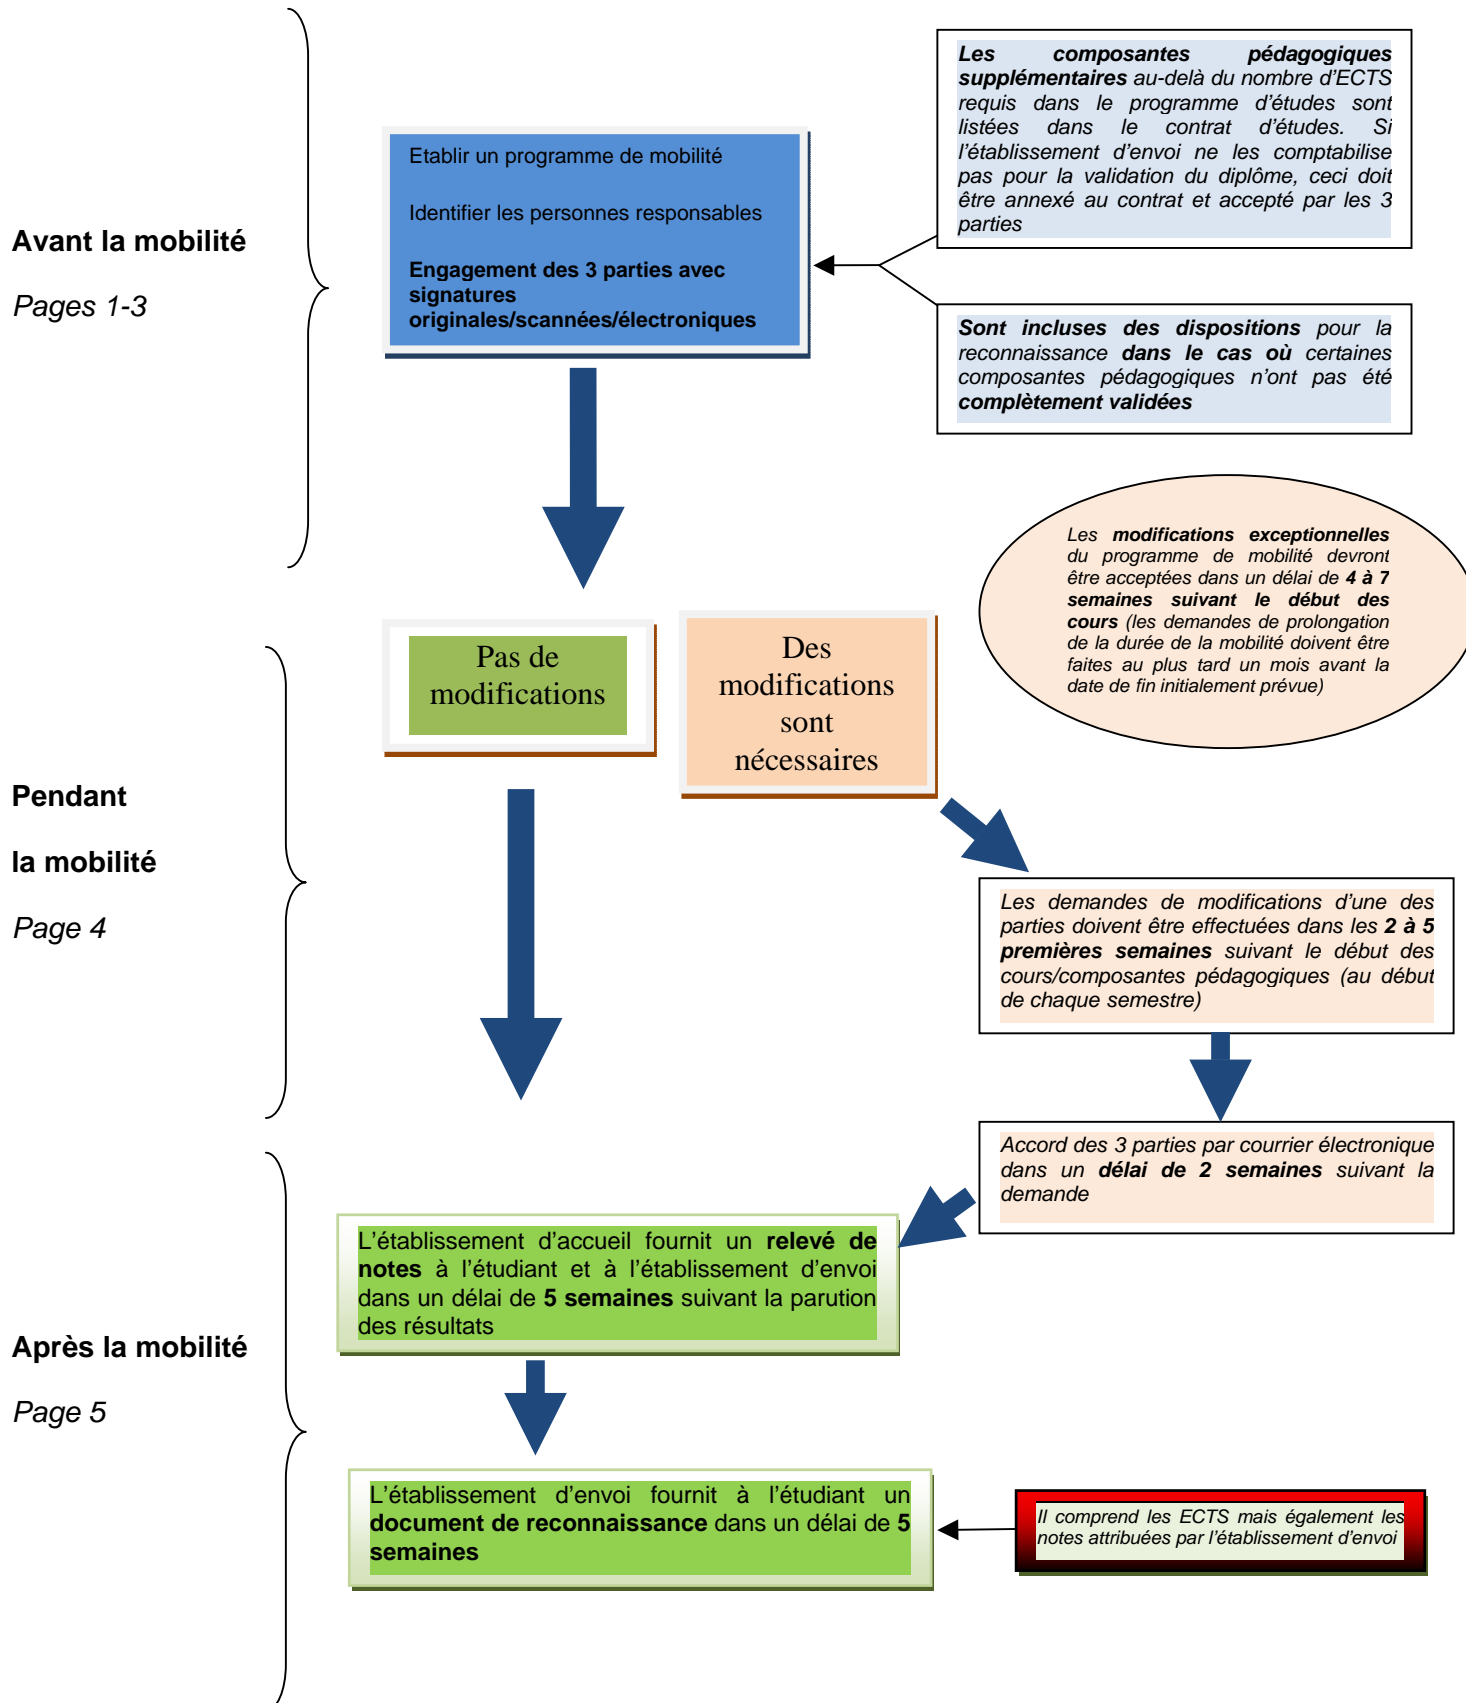 Avant la mobilité
Pages 1-3
Etablir un programme de mobilité
Identifier les personnes responsables
Engagement des 3 parties avec
signatures
originales/scannées/électroniques
Les composantes pédagogiques
supplémentaires au-delà du nombre d’ECTS
requis dans le programme d’études sont
listées dans le contrat d’études. Si
l’établissement d’envoi ne les comptabilise
pas pour la validation du diplôme, ceci doit
être annexé au contrat et accepté par les 3
parties
Sont incluses des dispositions pour la
reconnaissance dans le cas où certaines
composantes pédagogiques n’ont pas été
complètement validées
Les modifications exceptionnelles
du programme de mobilité devront
être acceptées dans un délai de 4 à 7
semaines suivant le début des
cours (les demandes de prolongation
de la durée de la mobilité doivent être
faites au plus tard un mois avant la
date de fin initialement prévue)
Pendant
la mobilité
Page 4
Pas de
modifications
Des
modifications
sont
nécessaires
Les demandes de modifications d’une des
parties doivent être effectuées dans les 2 à 5
premières semaines suivant le début des
cours/composantes pédagogiques (au début
de chaque semestre)
Accord des 3 parties par courrier électronique
dans un délai de 2 semaines suivant la
demande
Après la mobilité
Page 5
L’établissement d’accueil fournit un relevé de
notes à l’étudiant et à l’établissement d’envoi
dans un délai de 5 semaines suivant la parution
des résultats
L’établissement d’envoi fournit à l’étudiant un
document de reconnaissance dans un délai de 5
semaines
Il comprend les ECTS mais également les
notes attribuées par l’établissement d’envoi